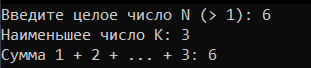 Введите целое число N (> 1): 6
Наименьшее число K: 3
Сумма 1 + 2 + ... + 3: 6